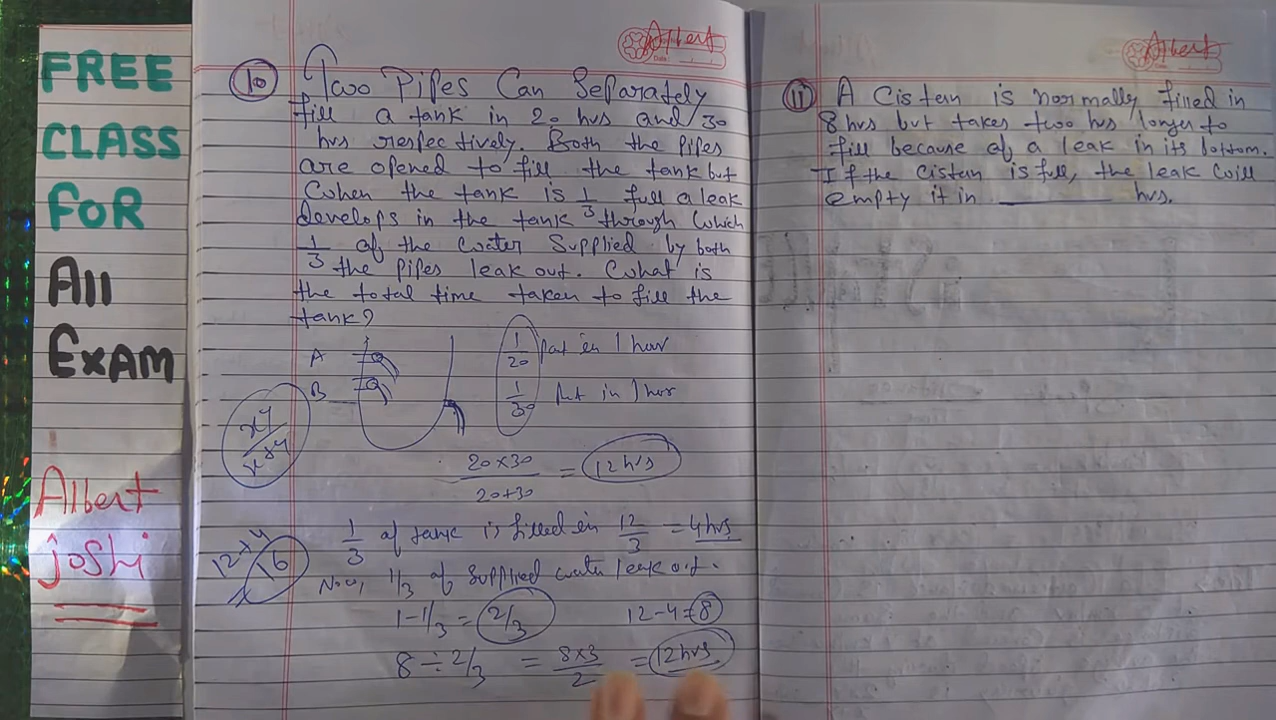 FREE
CLASS
FOR
All
ExAM
Albert
joshi
Albert
10 Two Pipes Can Separately
fill a tank in 20 hrs and 30
hrs respectively. Both the Pipes
are opened to fill the tank but
when the tank is 1/3 full a leak
develops in the tank through which
1/3 of the water Supplied by both
the Pipes leak out. What is
the total time taken to fill the
tank?
A
B
1/20 Part in 1 hour
1/30 Part in 1 hour
xy/x+y
20×30/20+30 = 12 hrs
1/3 of tank is filled in 12/3 = 4hrs
12+4
16
Now, 1/3 of Supplied water leak out.
1-1/3 = 2/3 12-4=8
8÷2/3 = 8×3/2 = 12hrs
Albert
11 A Cistern is normally filled in
8 hrs but takes two hrs longer to
fill because of a leak in its bottom.
If the cistern is full, the leak will
empty it in ________ hrs.